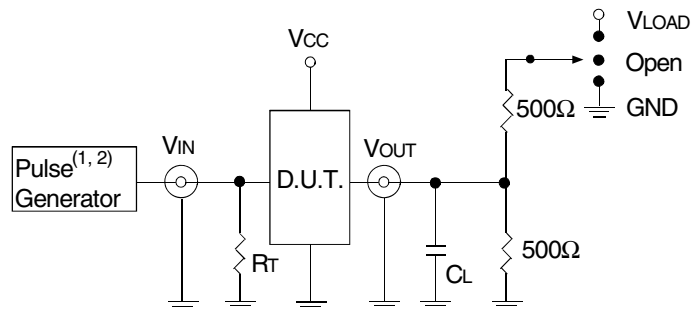 VLOAD
VCC
Open
500Ω
GND
VIN
VOUT
Pulse(1, 2)
Generator
D.U.T.
500Ω
RT
CL